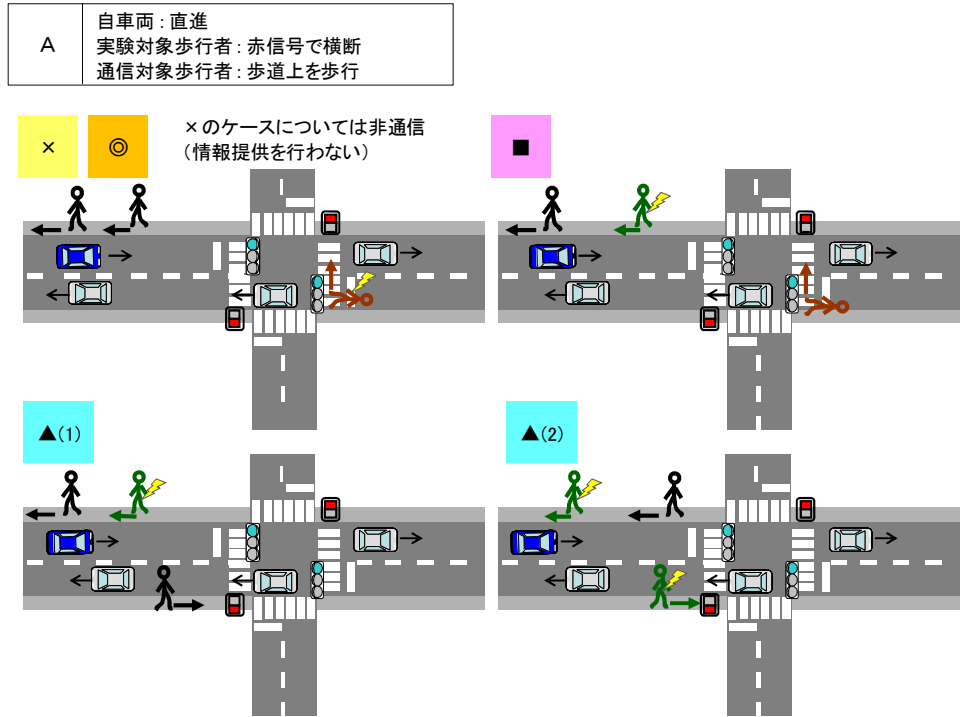 A
自車両：直進
実験対象歩行者：赤信号で横断
通信対象歩行者：歩道上を歩行
×
◎
×のケースについては非通信
（情報提供を行わない）
■
▲(1)
▲(2)